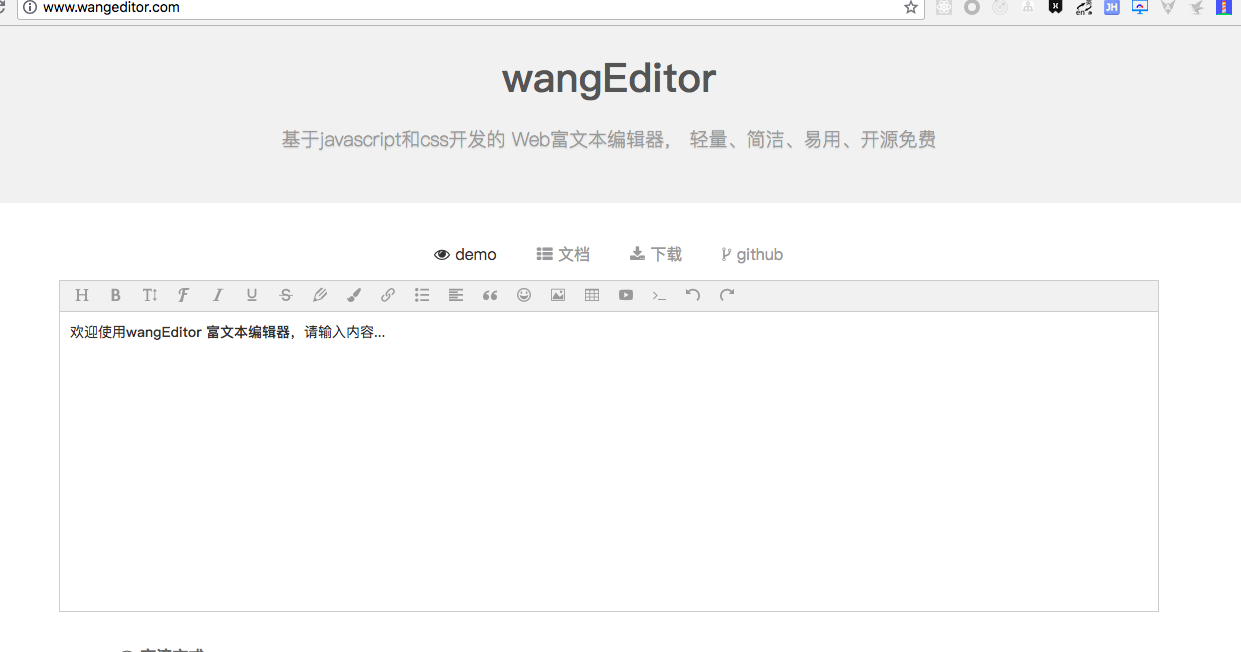 www.wangeditor.com
wangEditor
基于javascript和css开发的 Web富文本编辑器， 轻量、简洁、易用、开源免费
demo 文档 下载 github
欢迎使用wangEditor 富文本编辑器，请输入内容...